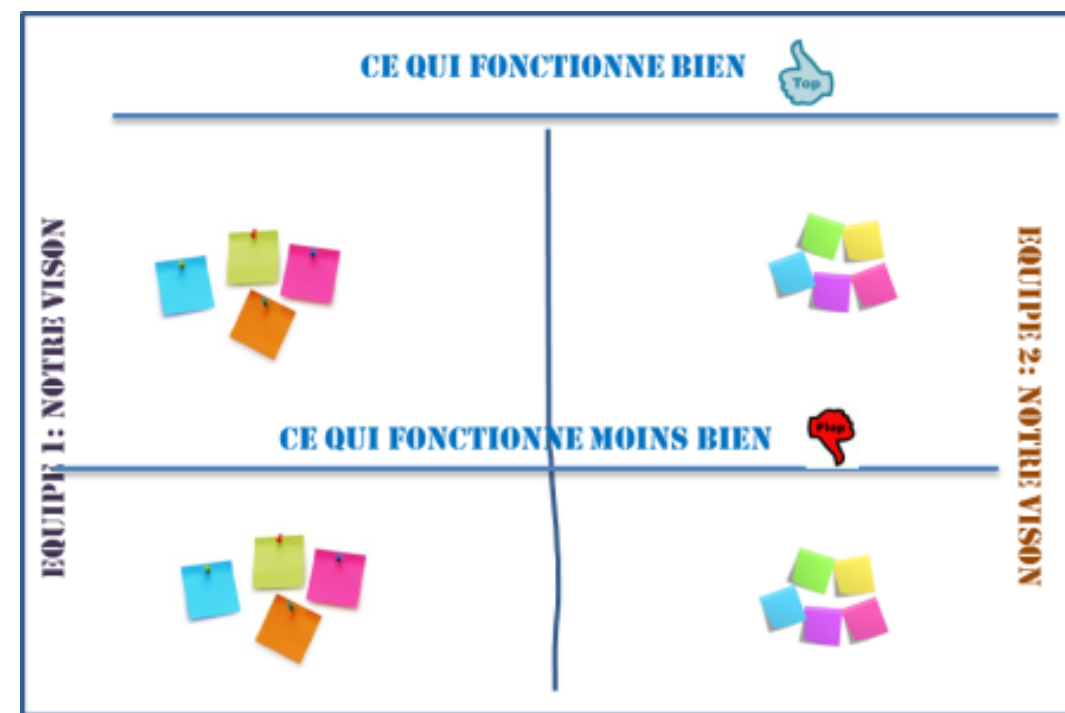 CE QUI FONCTIONNE BIEN
Top
EQUIPE 1: NOTRE VISON
EQUIPE 2: NOTRE VISON
CE QUI FONCTIONNE MOINS BIEN
Flop